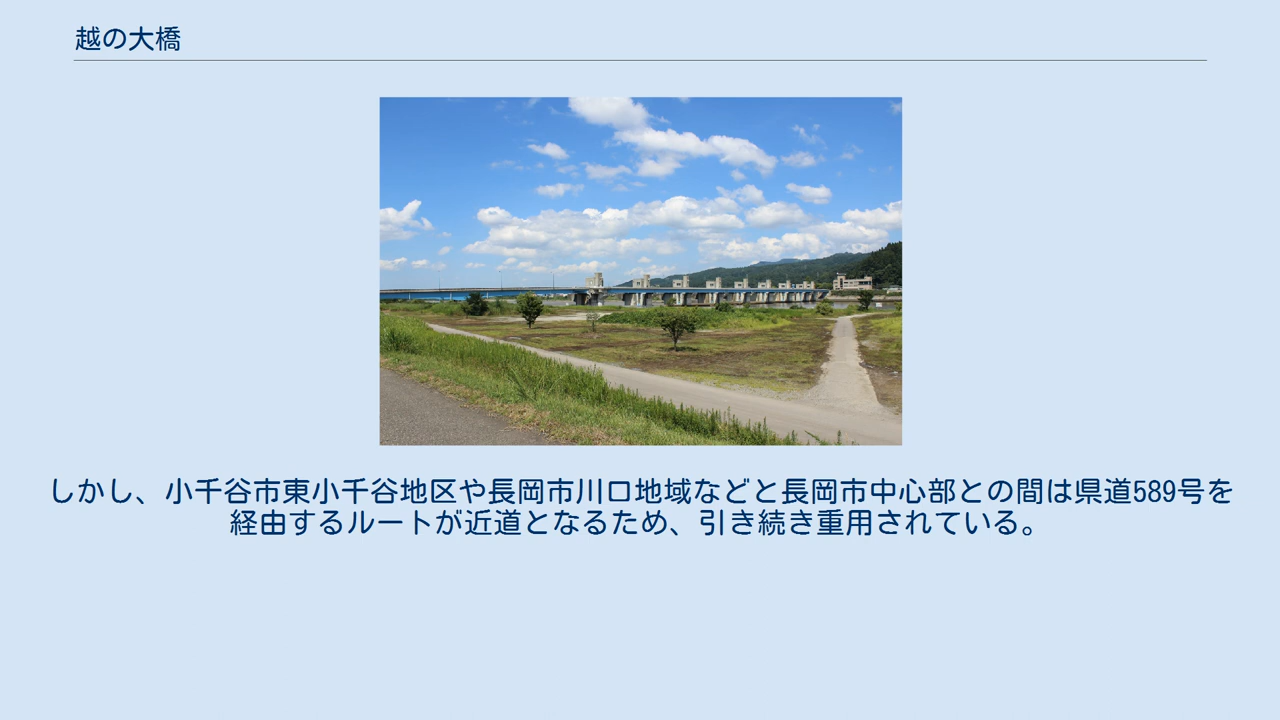 越の大橋
しかし、小千谷市東小千谷地区や長岡市川口地域などと長岡市中心部との間は県道589号を
経由するルートが近道となるため、引き続き重用されている。